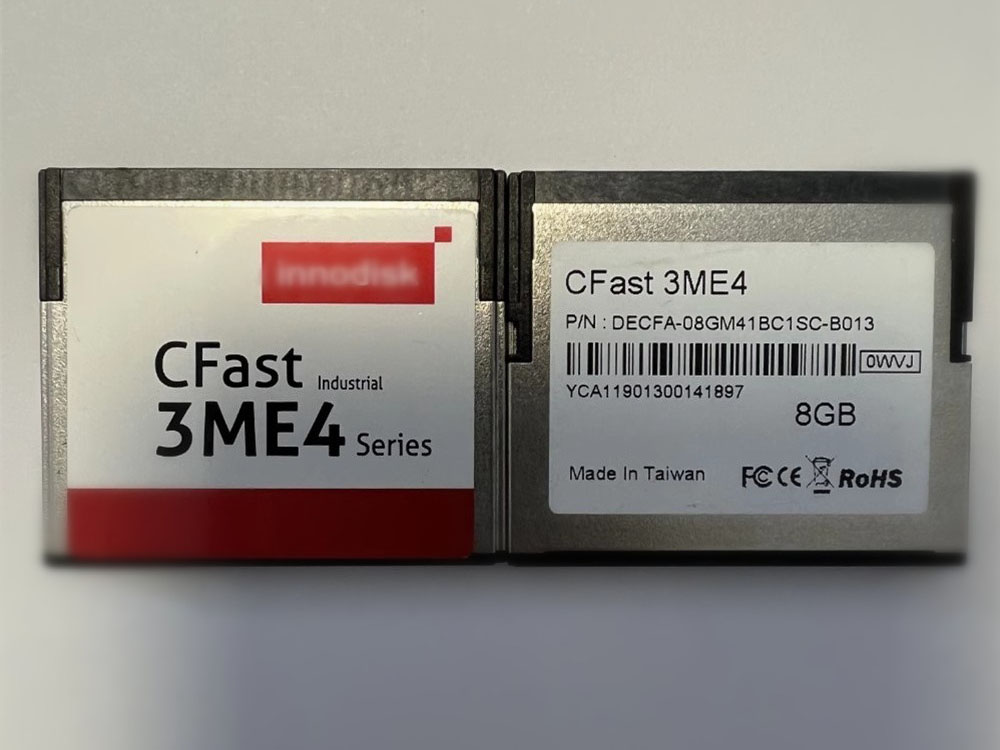 innodisk
CFast Industrial
3ME4 Series
CFast 3ME4
P/N : DECFA-08GM41BC1SC-B013
0WVJ
YCA11901300141897
8GB
Made In Taiwan FC CE RoHS